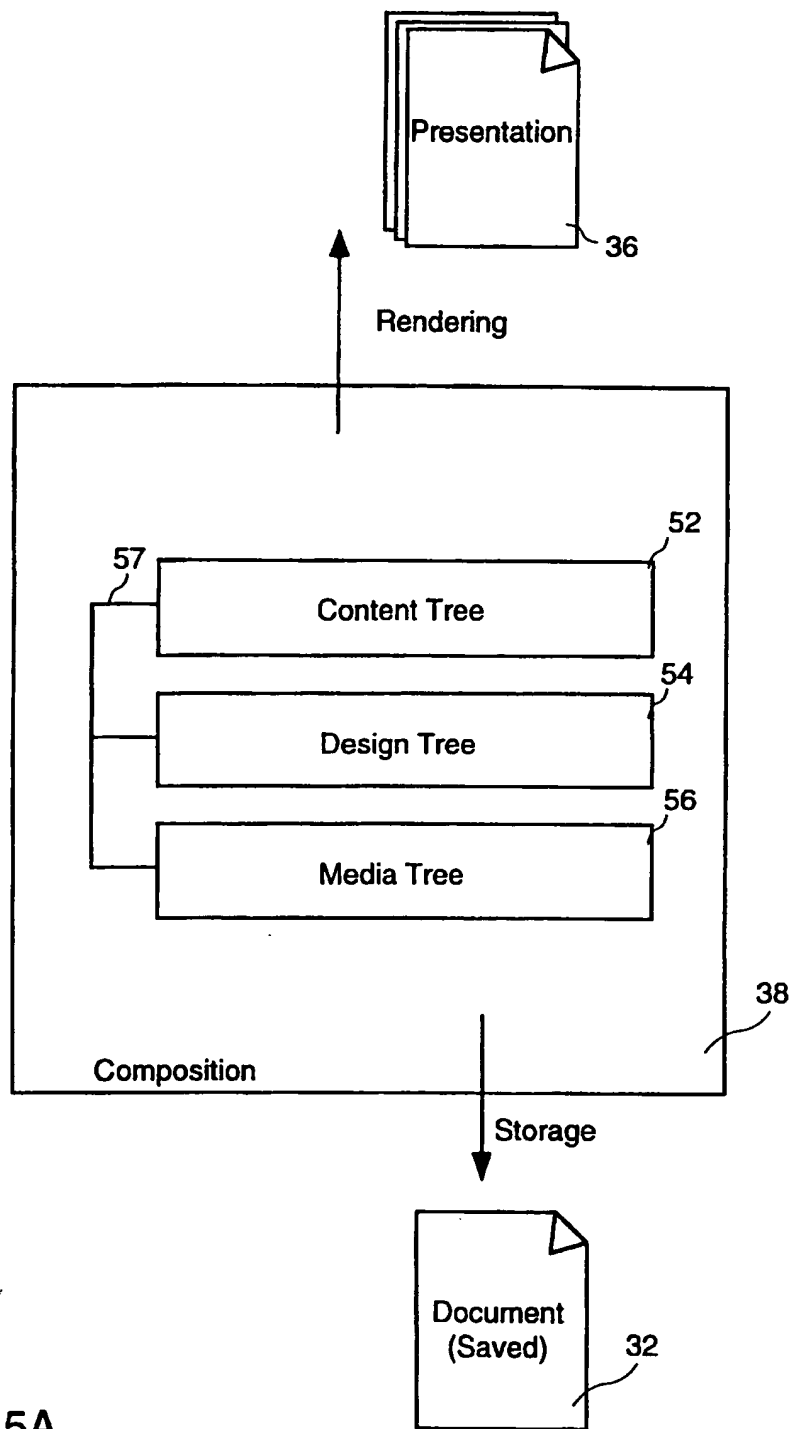 Presentation
36
Rendering
52
57
Content Tree
54
Design Tree
56
Media Tree
38
Composition
Storage
Document
(Saved)
32
5A